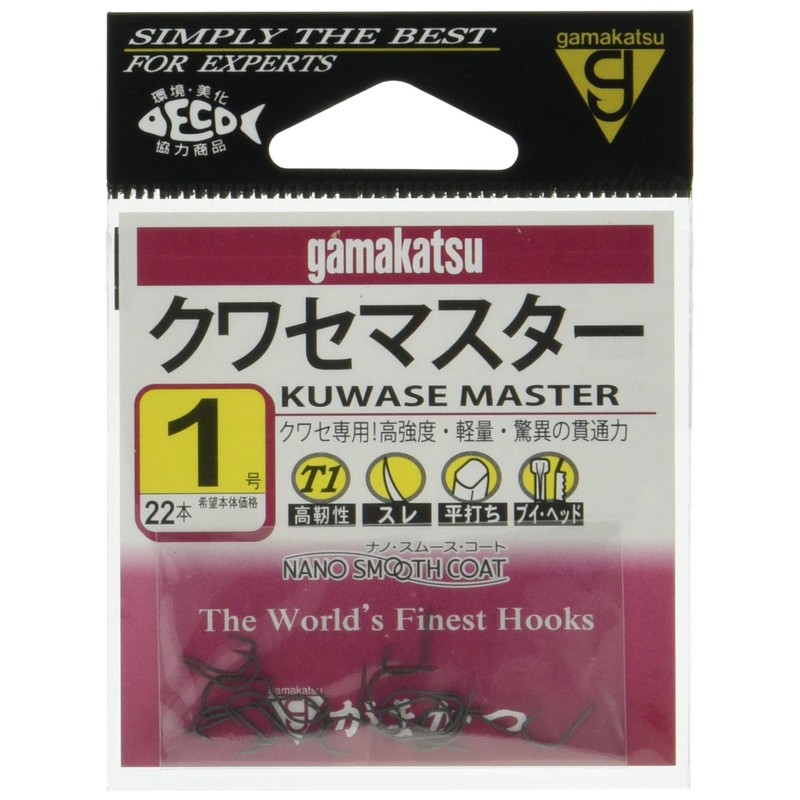 SIMPLY THE BEST
FOR EXPERTS
環境・美化
ECO
協力商品
gamakatsu
g
gamakatsu
クワセマスター
KUWASE MASTER
クワセ専用!高強度・軽量・驚異の貫通力
1号
22本 希望本体価格
T1
高靭性
スレ
平打ち
ブイ・ヘッド
ナノ・スムース・コート
NANO SMOOTH COAT
The World's Finest Hooks
gamakatsu
がまかつ